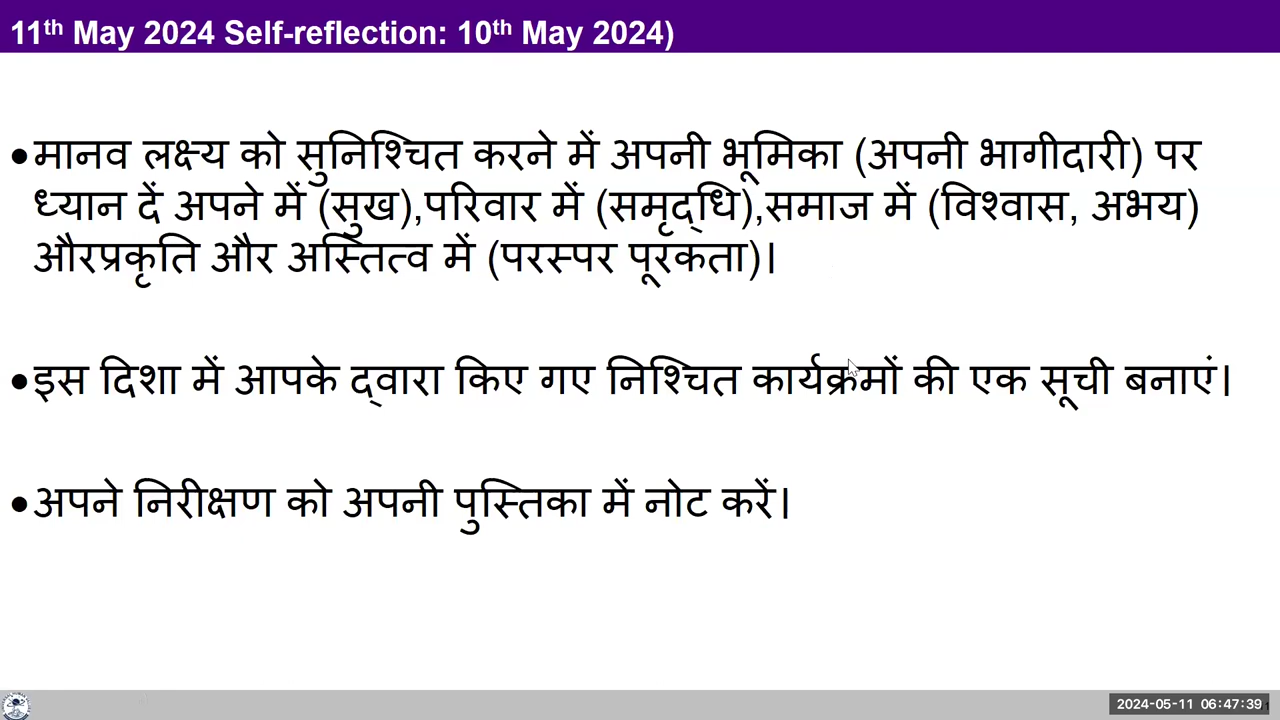 11th May 2024 Self-reflection: 10th May 2024)
•मानव लक्ष्य को सुनिश्चित करने में अपनी भूमिका (अपनी भागीदारी) पर
ध्यान दें अपने में (सुख),परिवार में (समृद्धि),समाज में (विश्वास, अभय)
औरप्रकृति और अस्तित्व में (परस्पर पूरकता)।
•इस दिशा में आपके द्वारा किए गए निश्चित कार्यक्रमों की एक सूची बनाएं।
•अपने निरीक्षण को अपनी पुस्तिका में नोट करें।
2024-05-11 06:47:39